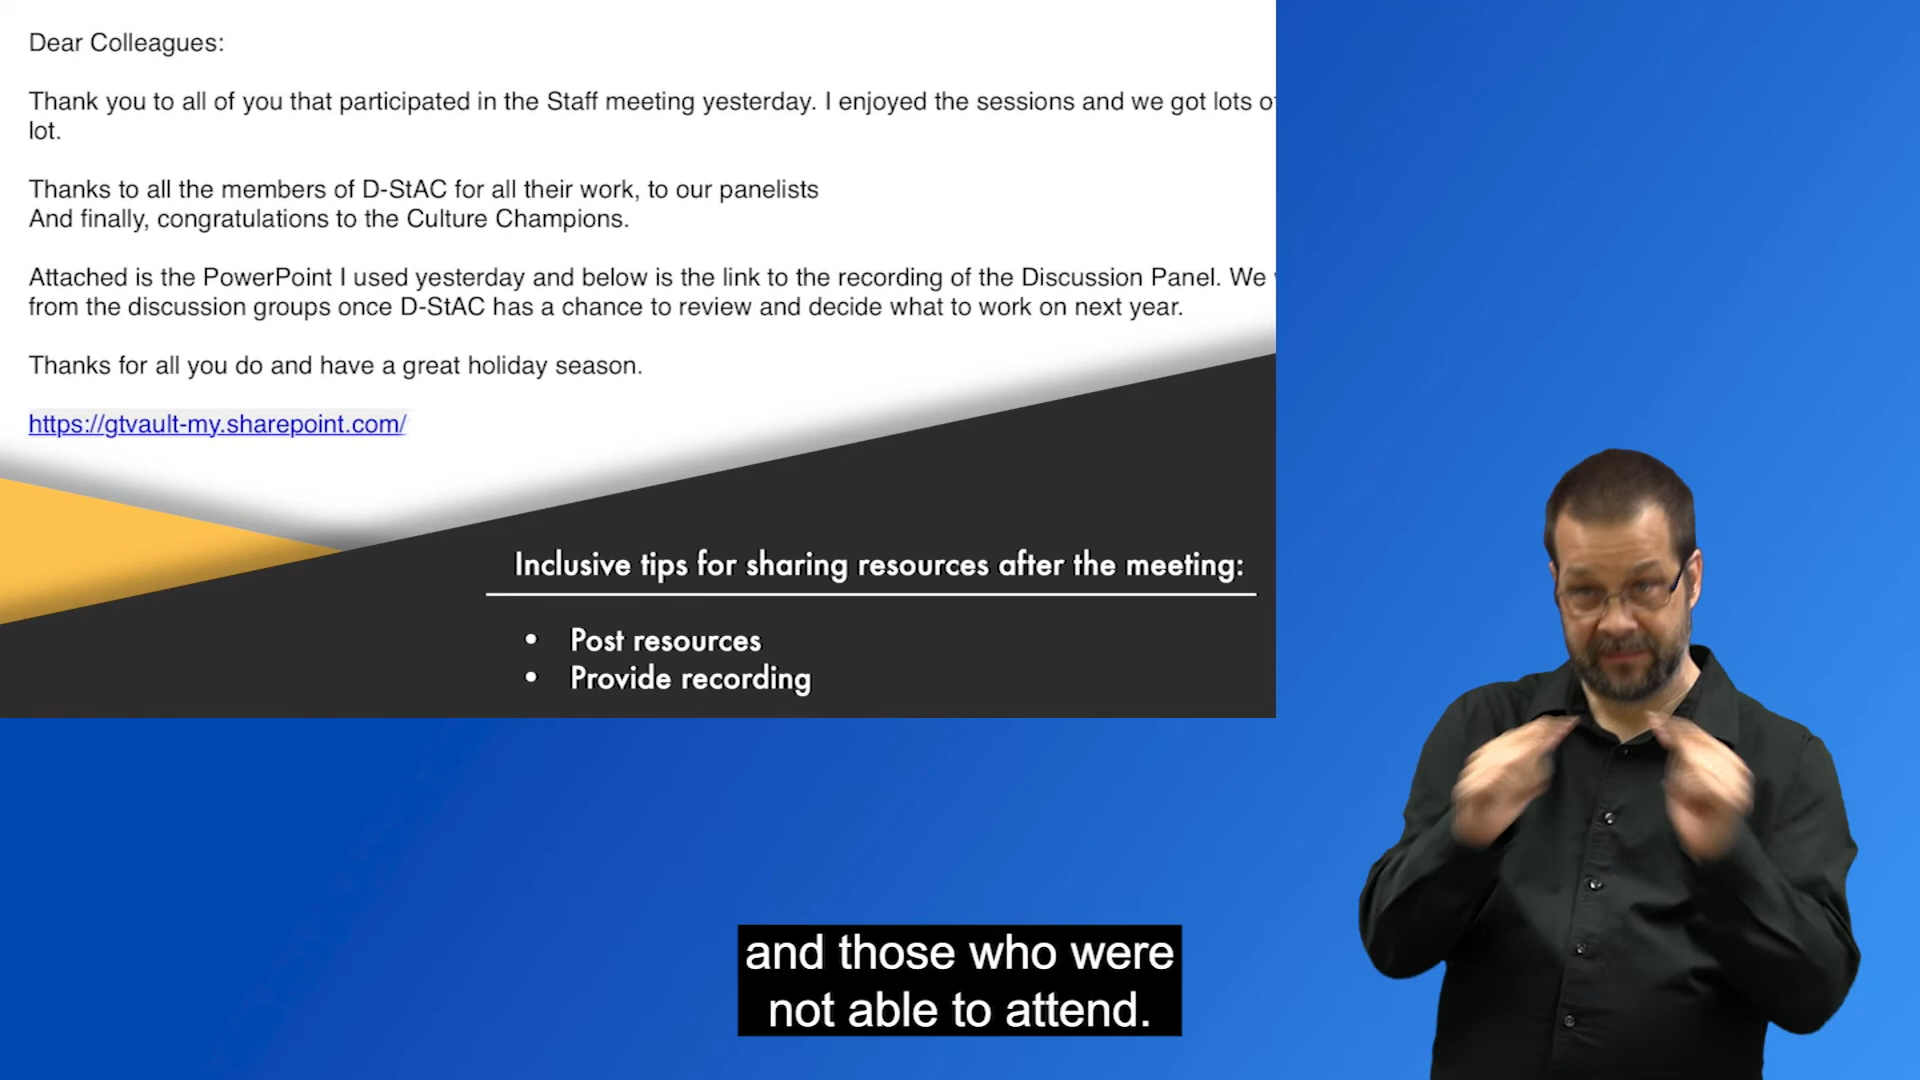 Dear Colleagues:
Thank you to all of you that participated in the Staff meeting yesterday. I enjoyed the sessions and we got lots
lot.
Thanks to all the members of D-StAC for all their work, to our panelists
And finally, congratulations to the Culture Champions.
Attached is the PowerPoint I used yesterday and below is the link to the recording of the Discussion Panel. We
from the discussion groups once D-StAC has a chance to review and decide what to work on next year.
Thanks for all you do and have a great holiday season.
https://gtvault-my.sharepoint.com/
Inclusive tips for sharing resources after the meeting:
• Post resources
• Provide recording
and those who were
not able to attend.